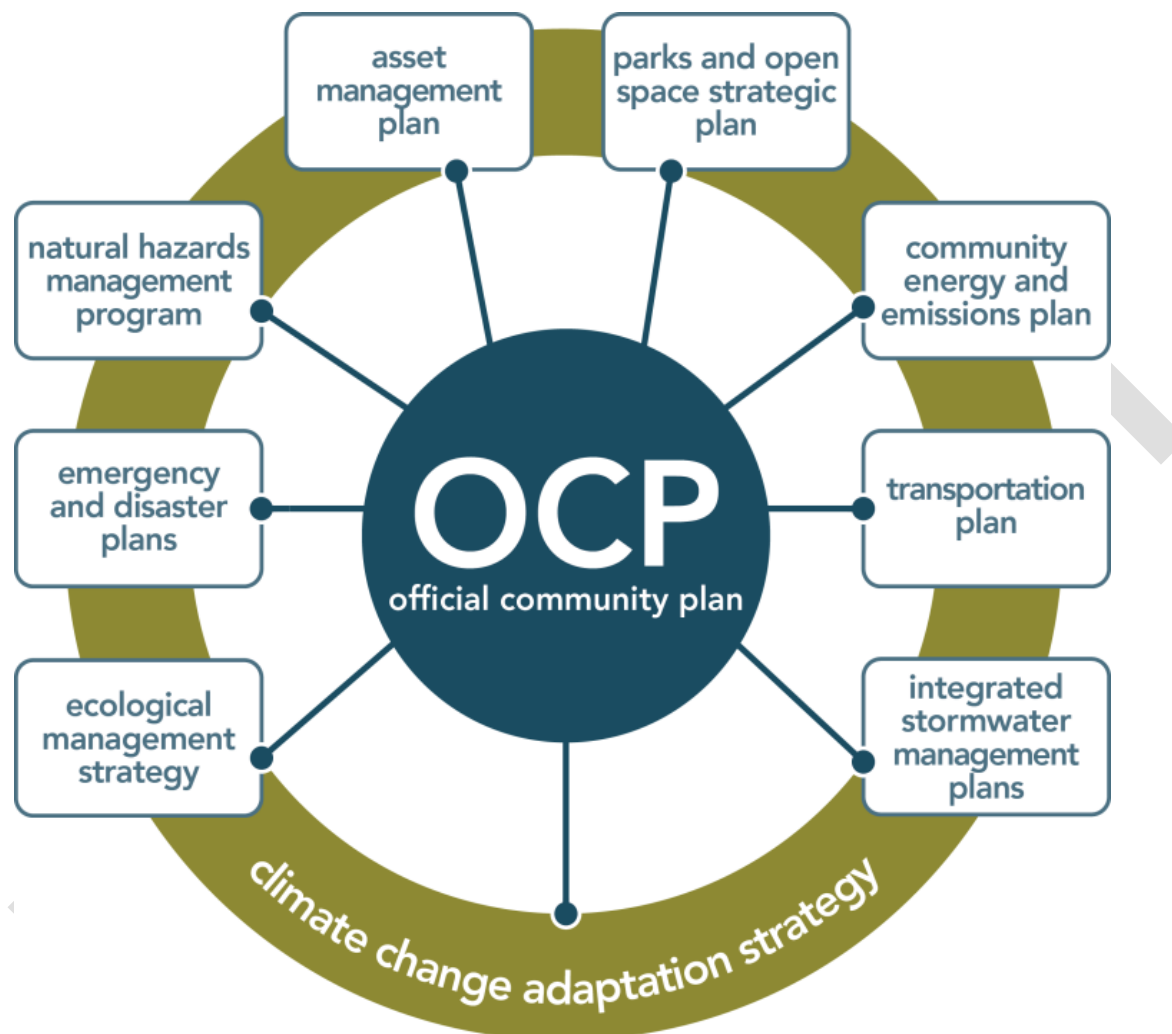 asset
management
plan
parks and open
space strategic
plan
natural hazards
management
program
community
energy and
emissions plan
emergency
and disaster
plans
OCP
official community plan
transportation
plan
ecological
management
strategy
integrated
stormwater
management
plans
climate change adaptation strategy